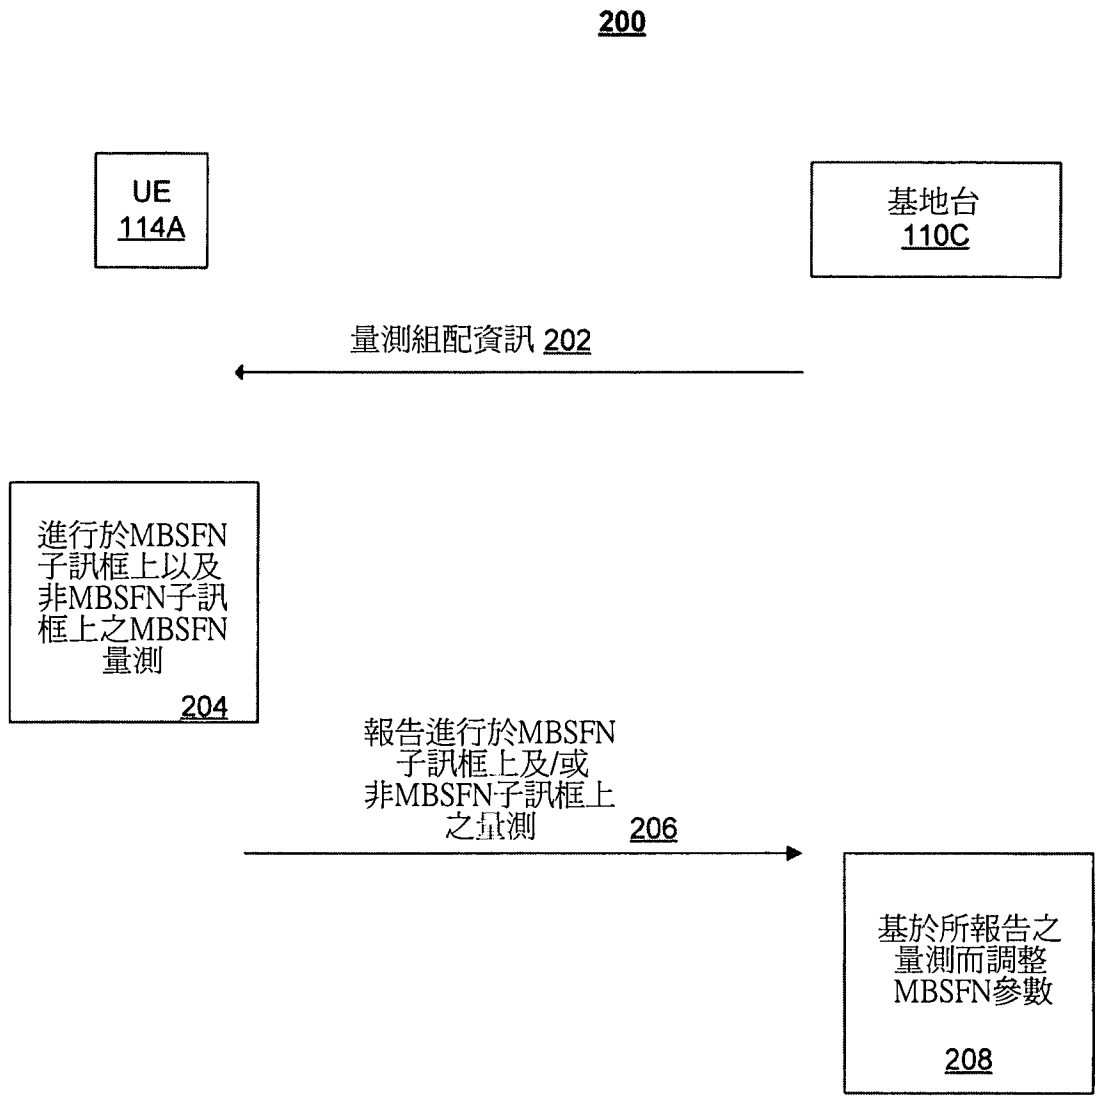 200
UE
114A
基地台
110C
量測組配資訊 202
進行於MBSFN
子訊框上以及
非MBSFN子訊
框上之MBSFN
量測
204
報告進行於MBSFN
子訊框上及/或
非MBSFN子訊框上
之量測 206
基於所報告之
量測而調整
MBSFN參數
208